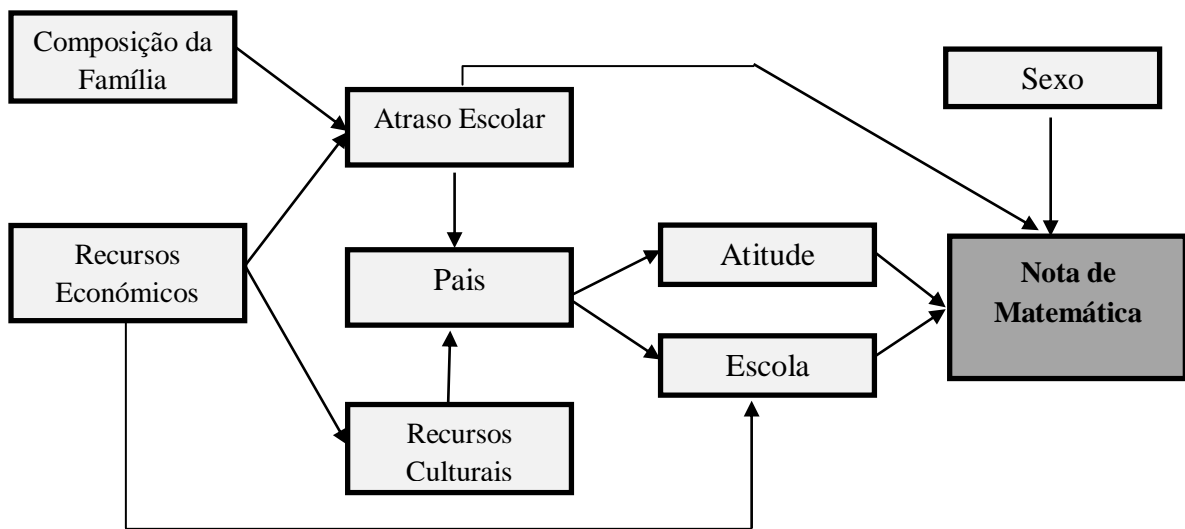 Composição da
Família
Atraso Escolar
Sexo
Recursos
Económicos
Pais
Atitude
Escola
Nota de
Matemática
Recursos
Culturais